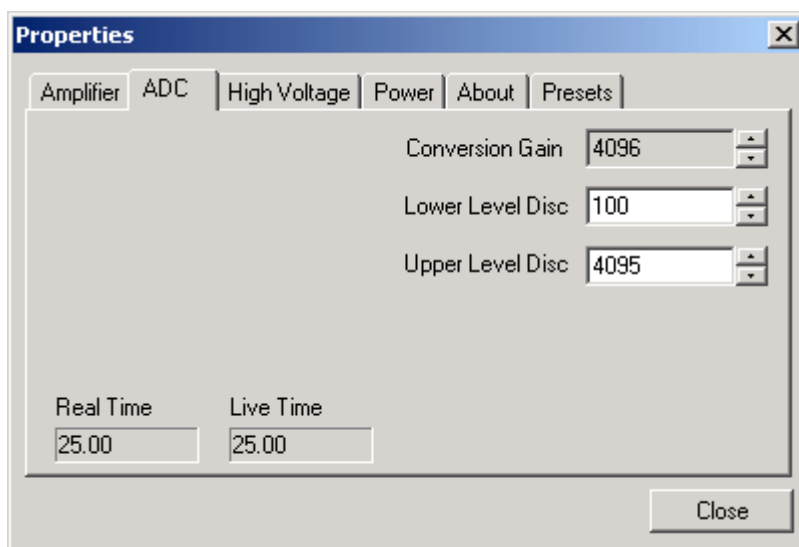 Properties
Amplifier ADC High Voltage Power About Presets
Conversion Gain 4096
Lower Level Disc 100
Upper Level Disc 4095
Real Time Live Time
25.00 25.00
Close